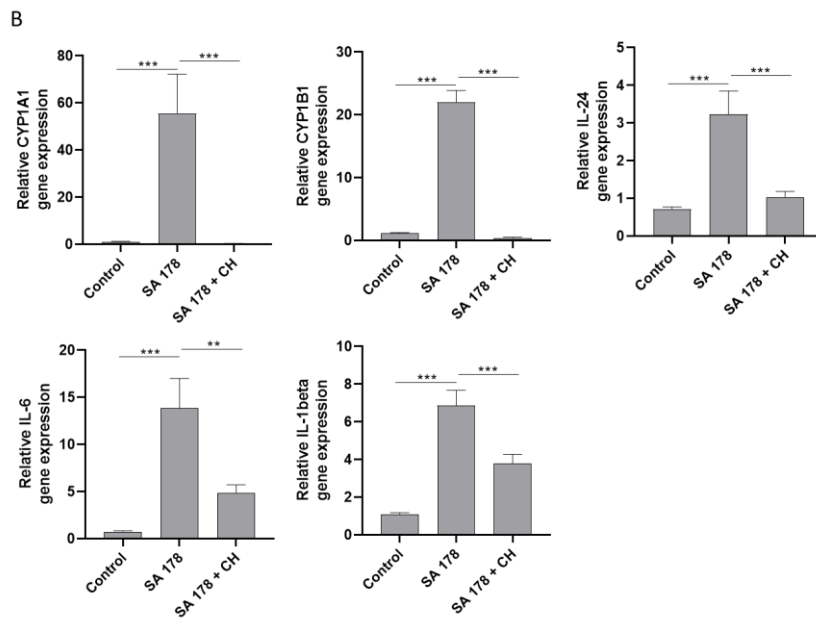 B
Relative CYP1A1
gene expression
80
60
40
20
0
***
***
Control
SA 178
SA 178 + CH
Relative CYP1B1
gene expression
30
20
10
0
***
***
Control
SA 178
SA 178 + CH
Relative IL-24
gene expression
5
4
3
2
1
0
***
***
Control
SA 178
SA 178 + CH
Relative IL-6
gene expression
20
15
10
5
0
***
**
Control
SA 178
SA 178 + CH
Relative IL-1beta
gene expression
10
8
6
4
2
0
***
***
Control
SA 178
SA 178 + CH